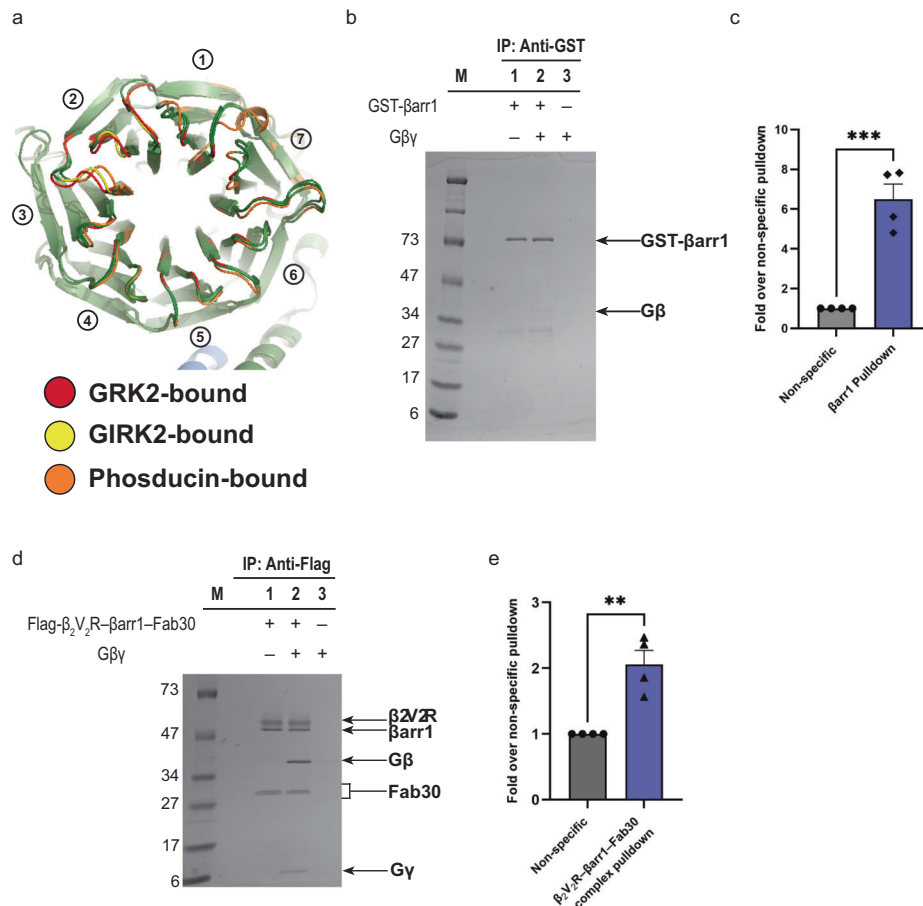 a
①
②
③
④
⑤
⑥
⑦
GRK2-bound
GIRK2-bound
Phosducin-bound
b
IP: Anti-GST
M 1 2 3
GST-βarr1 + + –
Gβγ – + +
73
47
34
27
17
6
GST-βarr1
Gβ
c
Fold over non-specific pulldown
10
8
6
4
2
0
***
Non-specific
βarr1 Pulldown
d
IP: Anti-Flag
M 1 2 3
Flag-β₂V₂R–βarr1–Fab30 + + –
Gβγ – + +
73
47
34
27
17
6
β2V2R
βarr1
Gβ
Fab30
Gγ
e
Fold over non-specific pulldown
3
2
1
0
**
Non-specific
β₂V₂R–βarr1–Fab30
complex pulldown